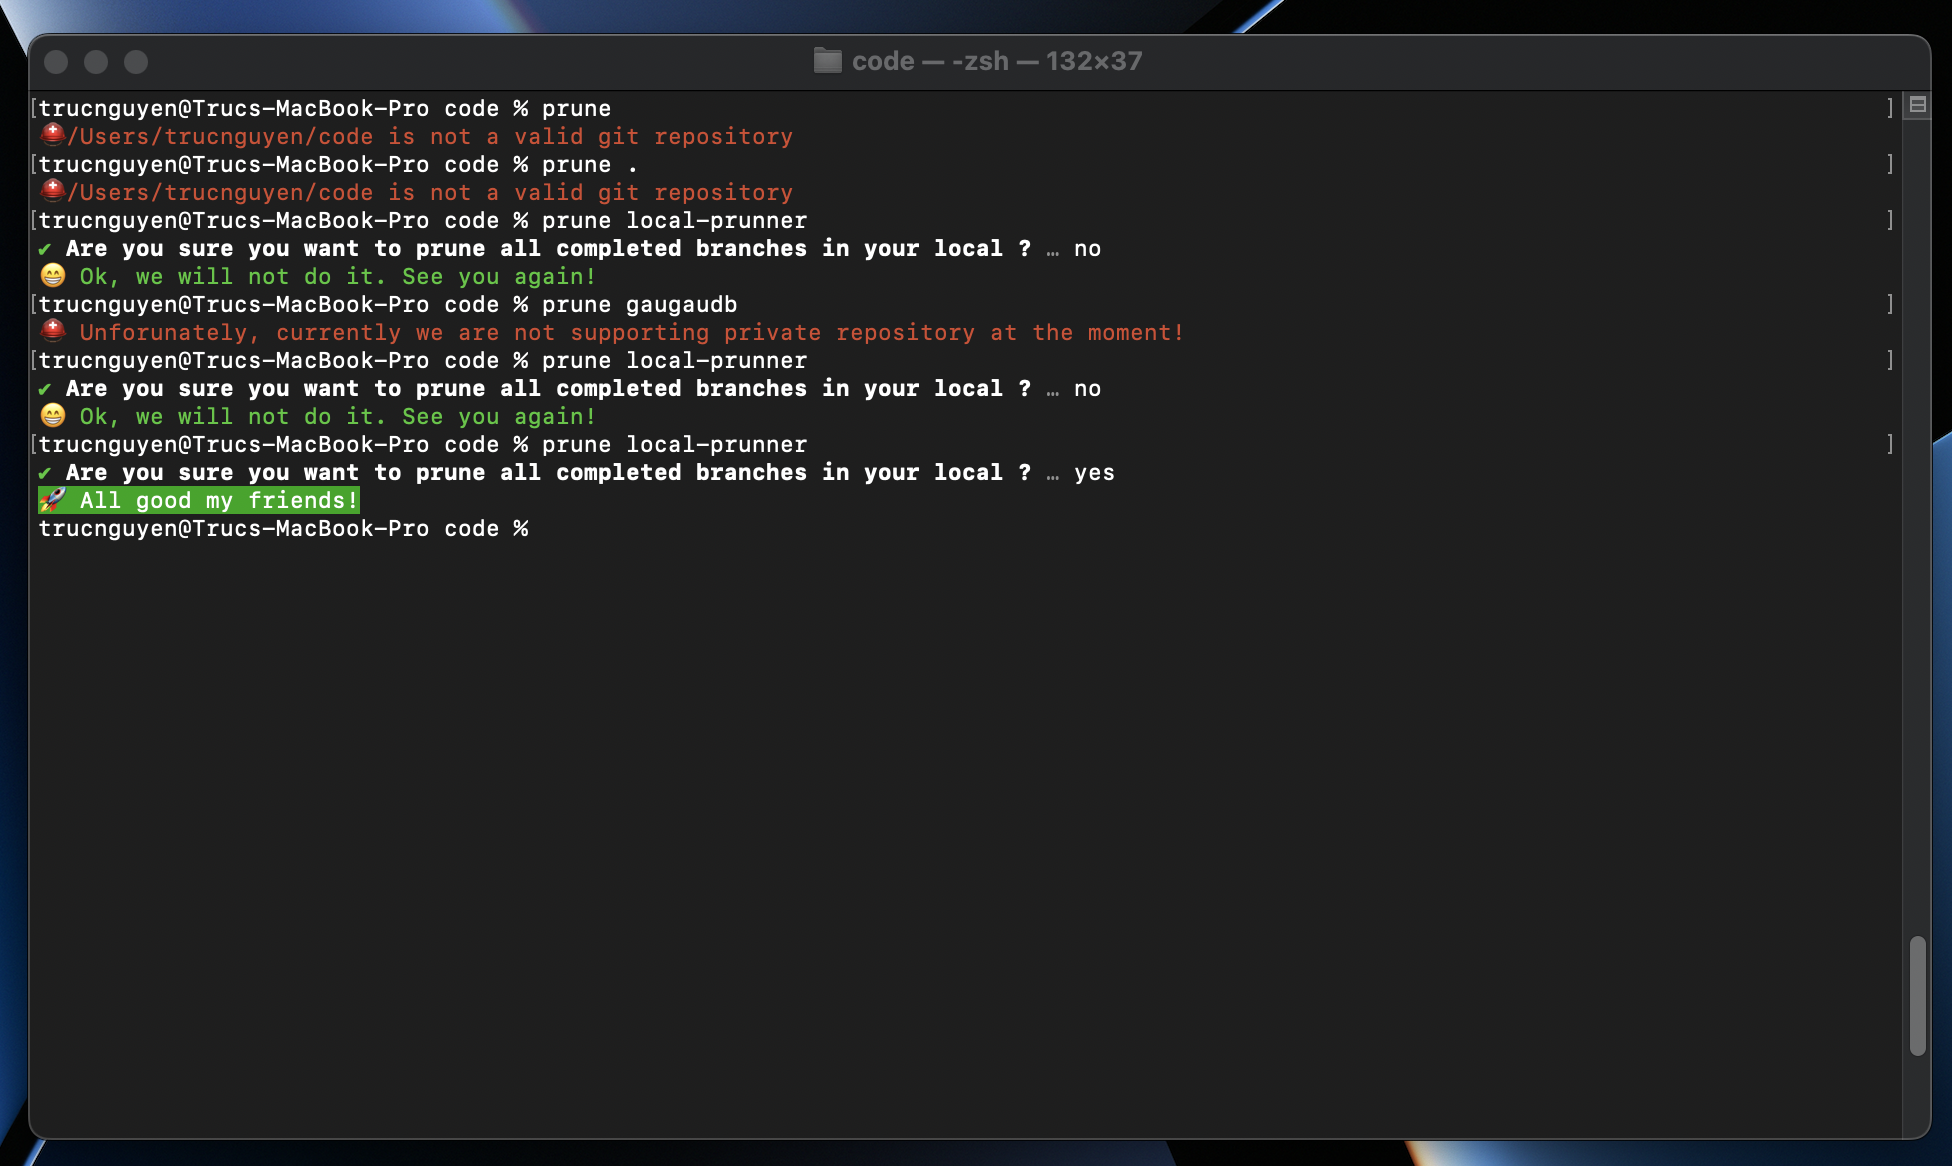 code — -zsh — 132×37
[trucnguyen@Trucs-MacBook-Pro code % prune ]
⛑/Users/trucnguyen/code is not a valid git repository
[trucnguyen@Trucs-MacBook-Pro code % prune . ]
⛑/Users/trucnguyen/code is not a valid git repository
[trucnguyen@Trucs-MacBook-Pro code % prune local-prunner ]
✔ Are you sure you want to prune all completed branches in your local ? … no
😁 Ok, we will not do it. See you again!
[trucnguyen@Trucs-MacBook-Pro code % prune gaugaudb ]
⛑ Unforunately, currently we are not supporting private repository at the moment!
[trucnguyen@Trucs-MacBook-Pro code % prune local-prunner ]
✔ Are you sure you want to prune all completed branches in your local ? … no
😁 Ok, we will not do it. See you again!
[trucnguyen@Trucs-MacBook-Pro code % prune local-prunner ]
✔ Are you sure you want to prune all completed branches in your local ? … yes
🚀 All good my friends!
trucnguyen@Trucs-MacBook-Pro code %